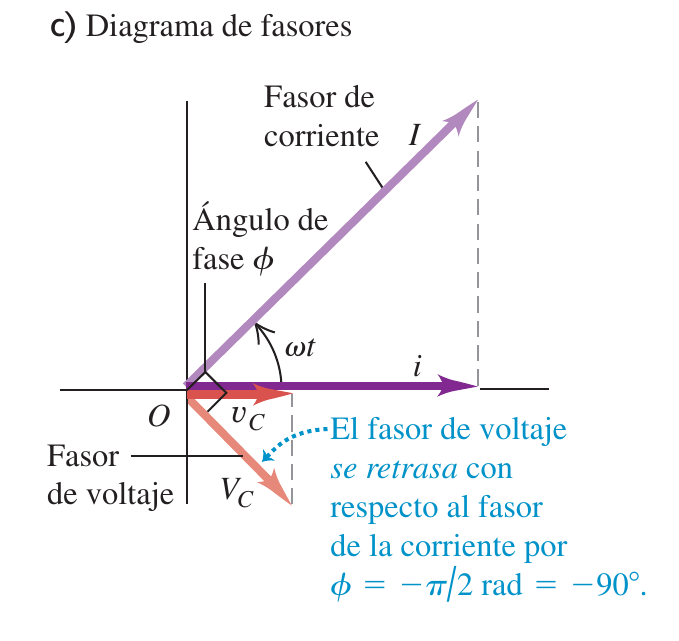 c) Diagrama de fasores
Fasor de
corriente
I
Ángulo de
fase ϕ
ωt
i
O
v_C
Fasor
de voltaje
V_C
El fasor de voltaje
se retrasa con
respecto al fasor
de la corriente por
ϕ = −π/2 rad = −90°.